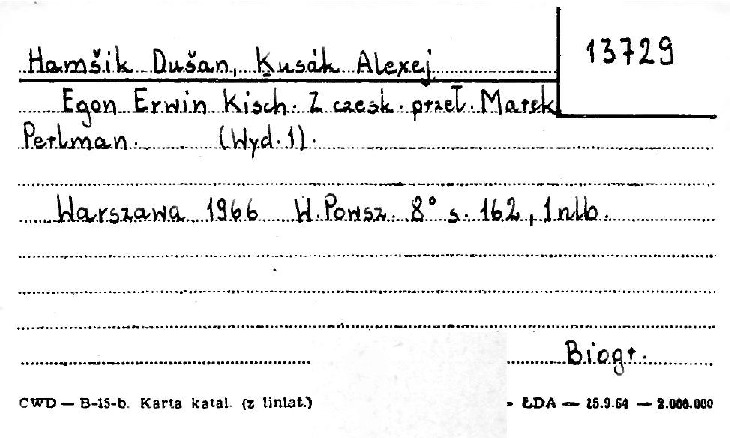 13729
Hamšik Dušan, Kusák Alexej
Egon Erwin Kisch. Z czesk. przeł. Marek
Perlman. (Wyd. 1).
Warszawa 1966 W. Powsz. 8° s. 162, 1 nlb.
Biogr.
CWD — B-15-b. Karta katal. (z liniat.) - ŁDA — 25.9.64 — 2.000.000